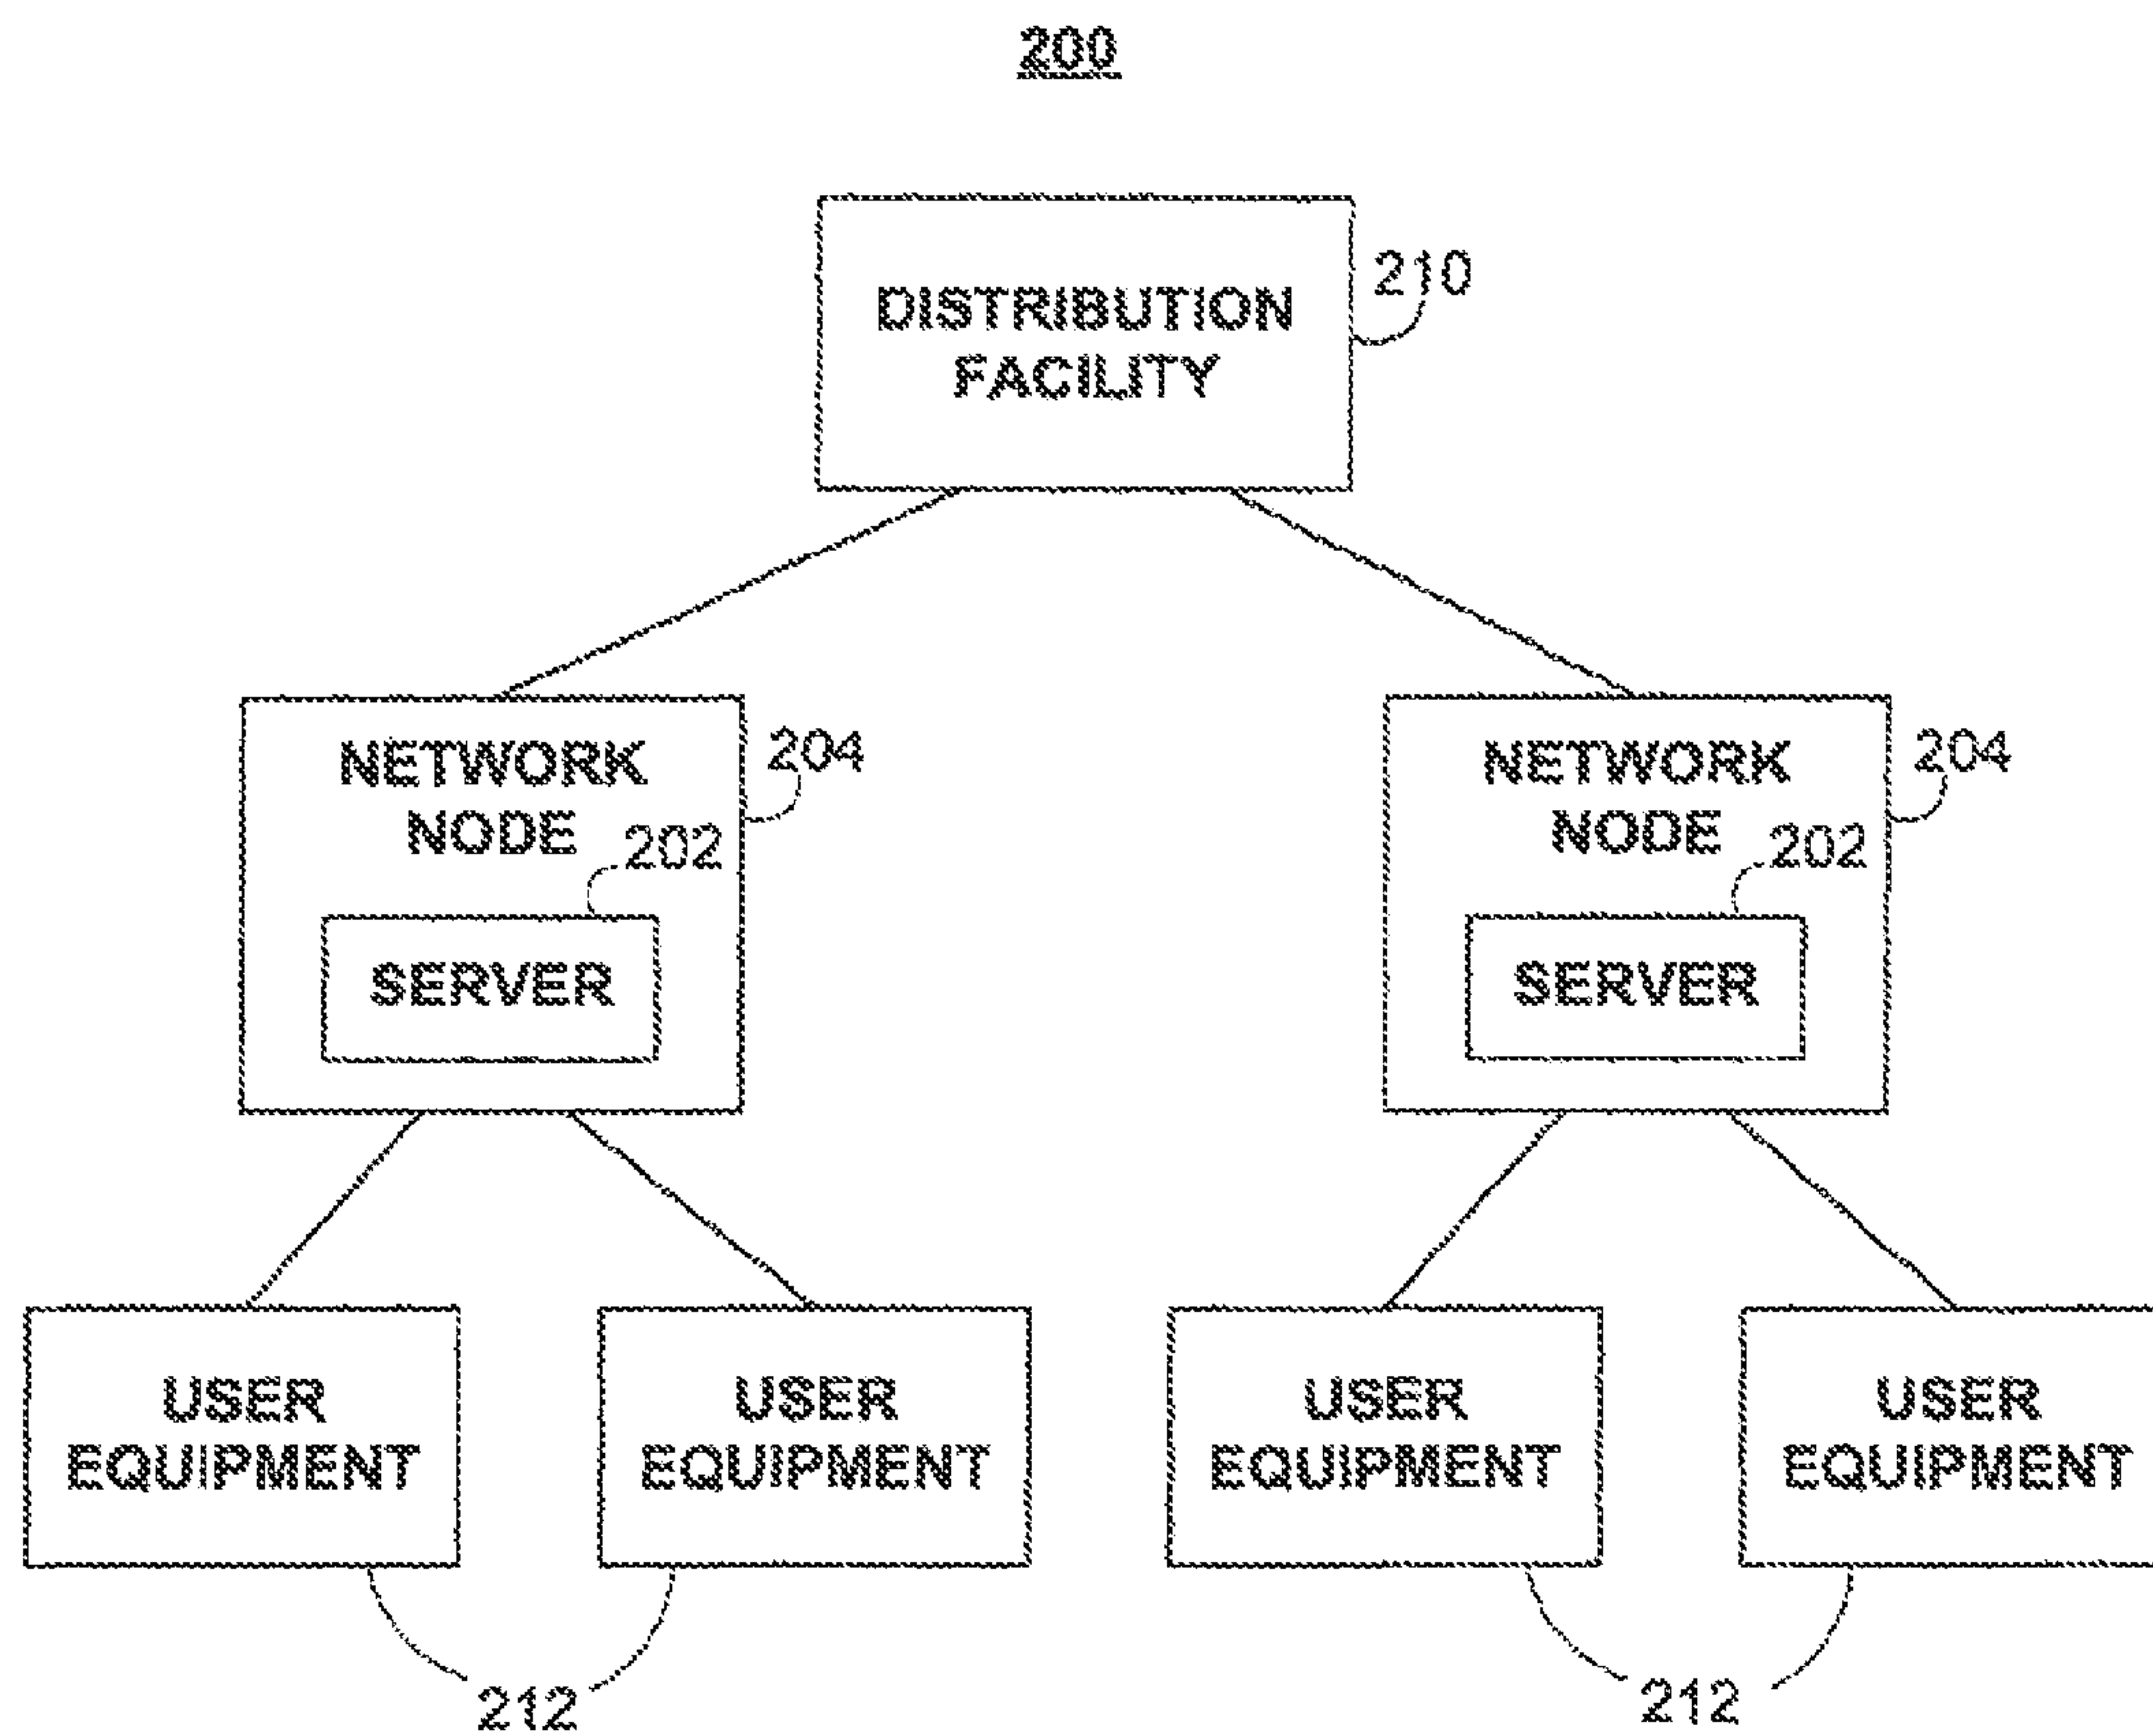 200
DISTRIBUTION
FACILITY
210
NETWORK
NODE
204
202
SERVER
NETWORK
NODE
204
202
SERVER
USER
EQUIPMENT
USER
EQUIPMENT
USER
EQUIPMENT
USER
EQUIPMENT
212
212